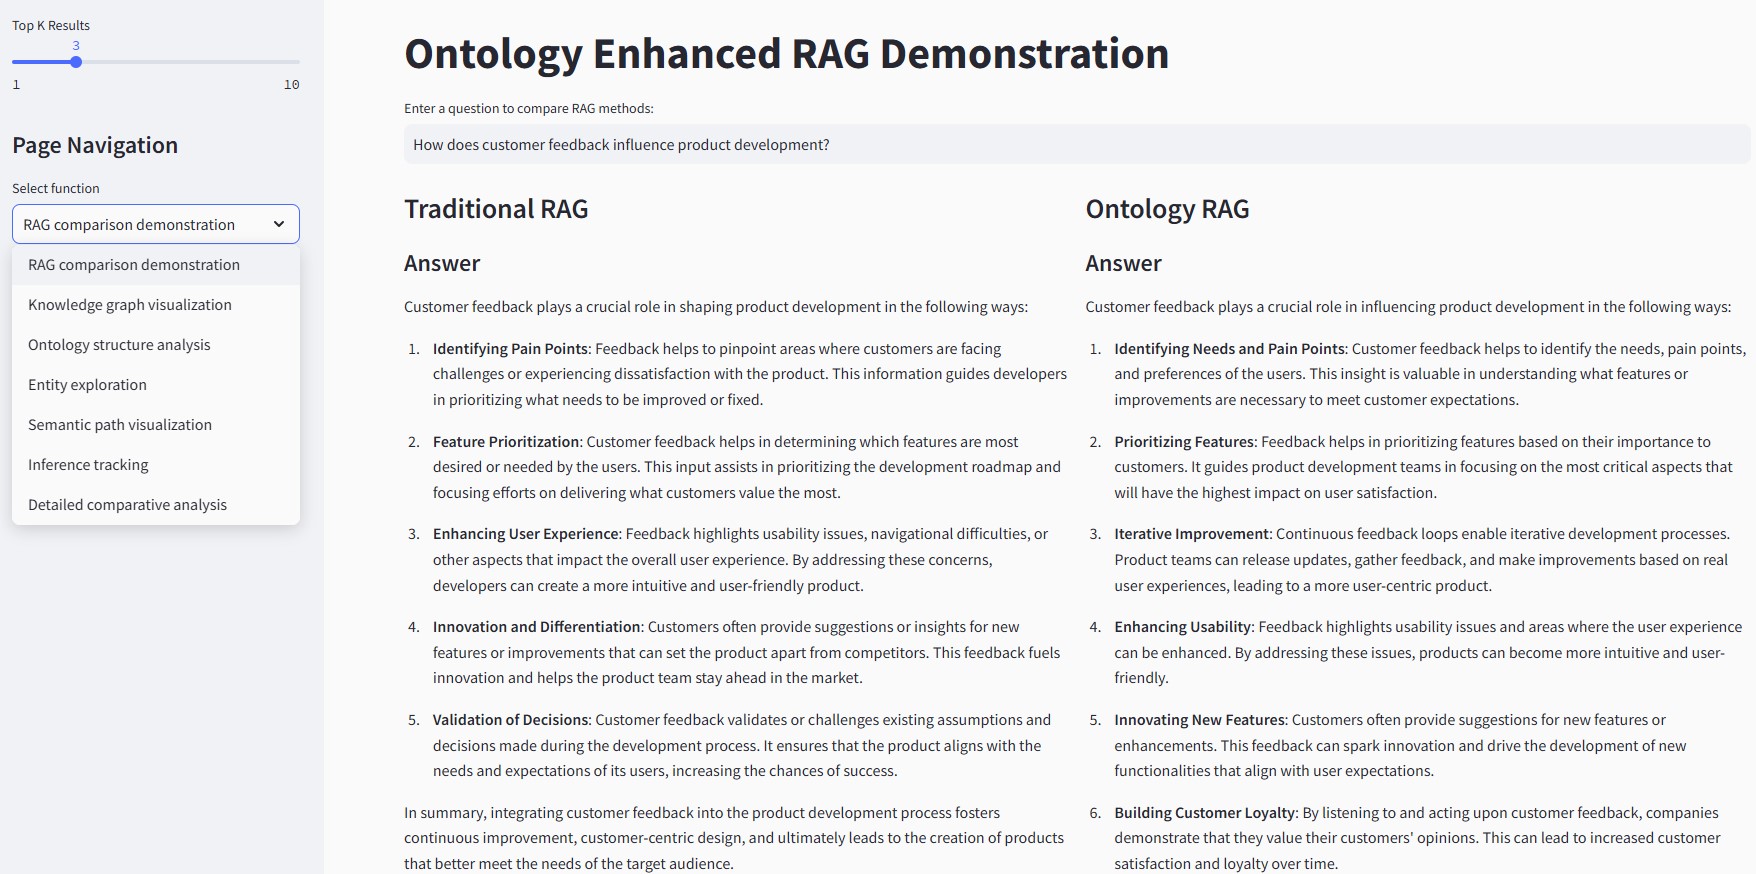 Top K Results
3
1
10
Page Navigation
Select function
RAG comparison demonstration
RAG comparison demonstration
Knowledge graph visualization
Ontology structure analysis
Entity exploration
Semantic path visualization
Inference tracking
Detailed comparative analysis
Ontology Enhanced RAG Demonstration
Enter a question to compare RAG methods:
How does customer feedback influence product development?
Traditional RAG
Answer
Customer feedback plays a crucial role in shaping product development in the following ways:
1. Identifying Pain Points: Feedback helps to pinpoint areas where customers are facing
challenges or experiencing dissatisfaction with the product. This information guides developers
in prioritizing what needs to be improved or fixed.
2. Feature Prioritization: Customer feedback helps in determining which features are most
desired or needed by the users. This input assists in prioritizing the development roadmap and
focusing efforts on delivering what customers value the most.
3. Enhancing User Experience: Feedback highlights usability issues, navigational difficulties, or
other aspects that impact the overall user experience. By addressing these concerns,
developers can create a more intuitive and user-friendly product.
4. Innovation and Differentiation: Customers often provide suggestions or insights for new
features or improvements that can set the product apart from competitors. This feedback fuels
innovation and helps the product team stay ahead in the market.
5. Validation of Decisions: Customer feedback validates or challenges existing assumptions and
decisions made during the development process. It ensures that the product aligns with the
needs and expectations of its users, increasing the chances of success.
In summary, integrating customer feedback into the product development process fosters
continuous improvement, customer-centric design, and ultimately leads to the creation of products
that better meet the needs of the target audience.
Ontology RAG
Answer
Customer feedback plays a crucial role in influencing product development in the following ways:
1. Identifying Needs and Pain Points: Customer feedback helps to identify the needs, pain points,
and preferences of the users. This insight is valuable in understanding what features or
improvements are necessary to meet customer expectations.
2. Prioritizing Features: Feedback helps in prioritizing features based on their importance to
customers. It guides product development teams in focusing on the most critical aspects that
will have the highest impact on user satisfaction.
3. Iterative Improvement: Continuous feedback loops enable iterative development processes.
Product teams can release updates, gather feedback, and make improvements based on real
user experiences, leading to a more user-centric product.
4. Enhancing Usability: Feedback highlights usability issues and areas where the user experience
can be enhanced. By addressing these issues, products can become more intuitive and user-
friendly.
5. Innovating New Features: Customers often provide suggestions for new features or
enhancements. This feedback can spark innovation and drive the development of new
functionalities that align with user expectations.
6. Building Customer Loyalty: By listening to and acting upon customer feedback, companies
demonstrate that they value their customers' opinions. This can lead to increased customer
satisfaction and loyalty over time.